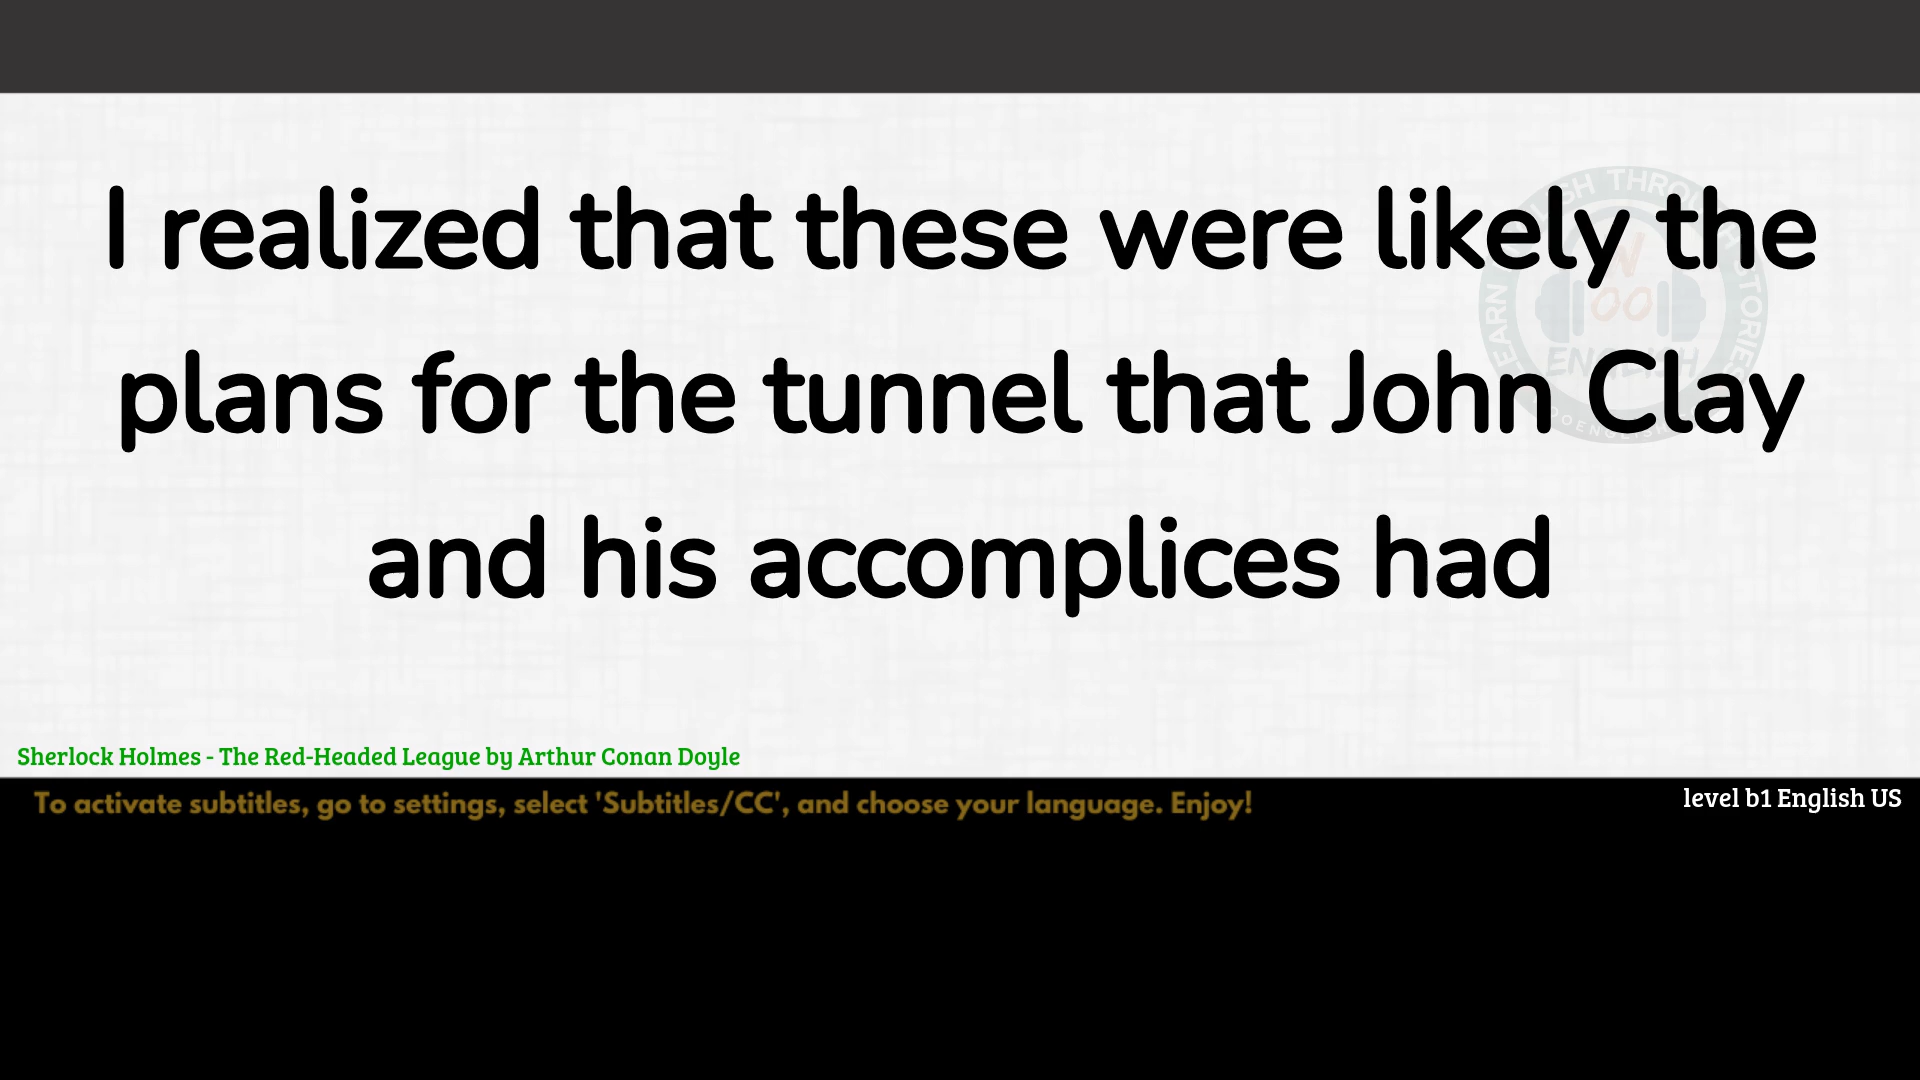 I realized that these were likely the
plans for the tunnel that John Clay
and his accomplices had
Sherlock Holmes - The Red-Headed League by Arthur Conan Doyle
To activate subtitles, go to settings, select 'Subtitles/CC', and choose your language. Enjoy!
level b1 English US